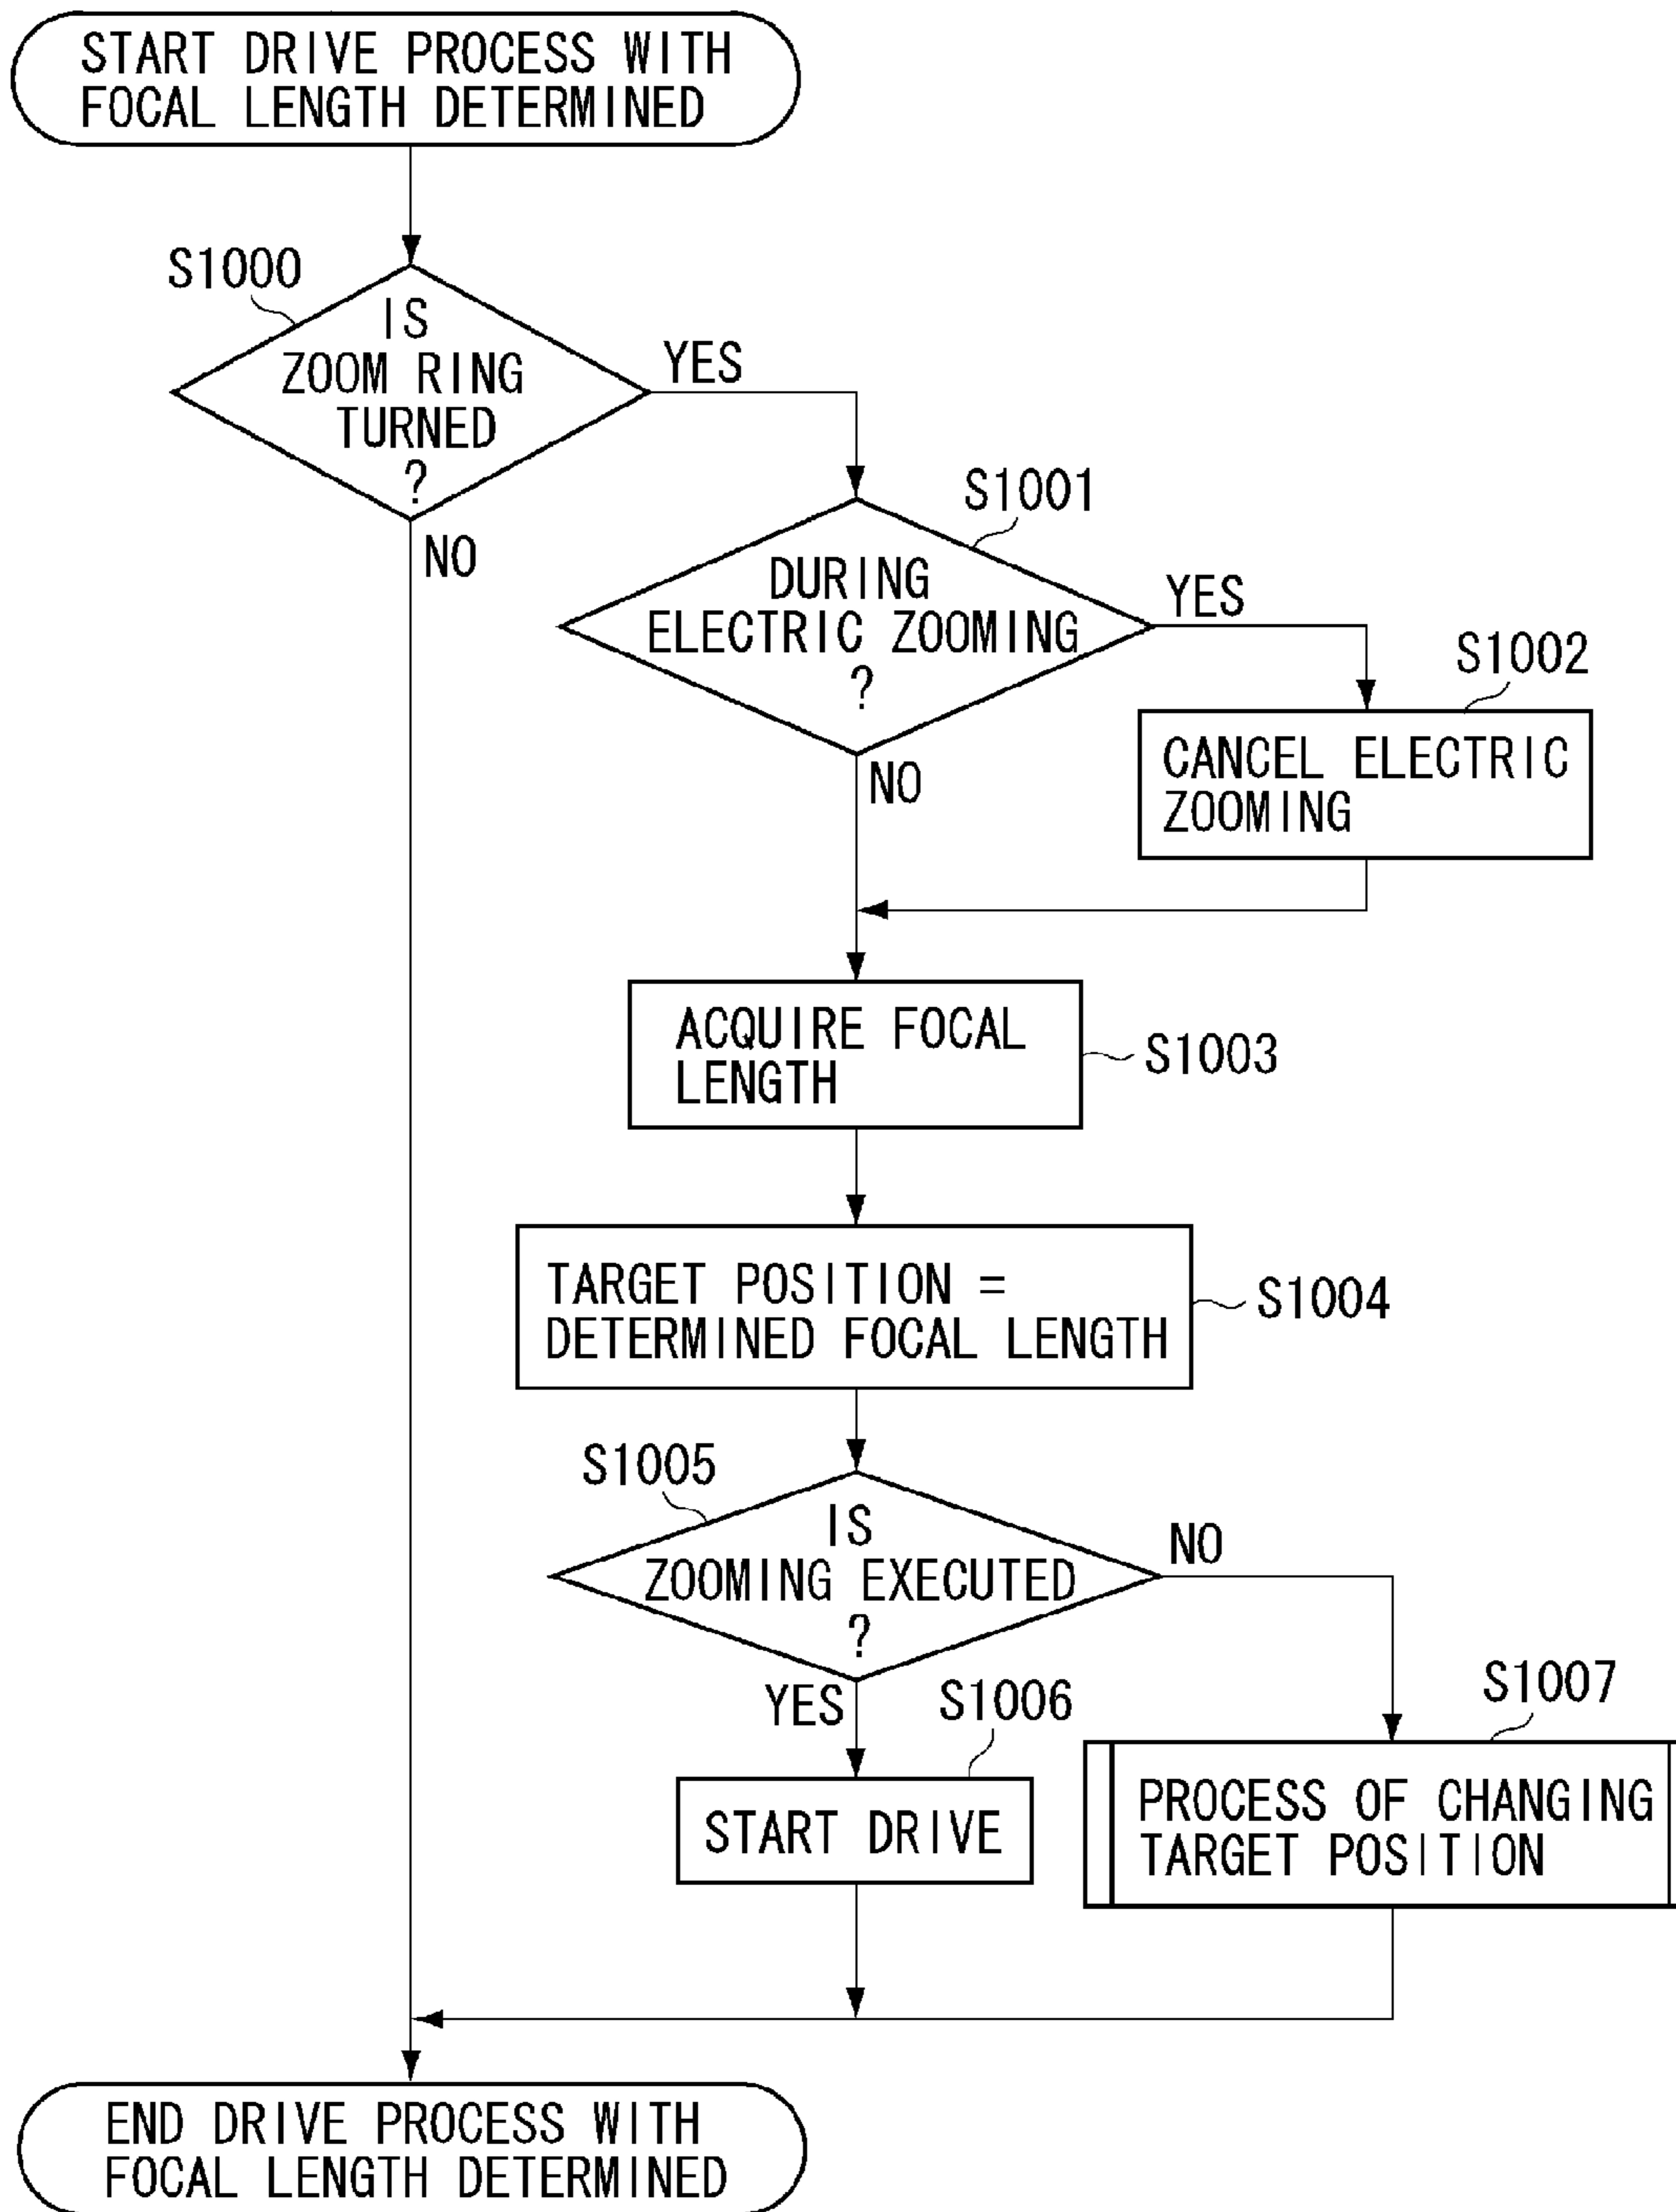 START DRIVE PROCESS WITH
FOCAL LENGTH DETERMINED
S1000
IS
ZOOM RING
TURNED
?
YES
NO
S1001
DURING
ELECTRIC ZOOMING
?
YES
NO
S1002
CANCEL ELECTRIC
ZOOMING
ACQUIRE FOCAL
LENGTH
S1003
TARGET POSITION =
DETERMINED FOCAL LENGTH
S1004
S1005
IS
ZOOMING EXECUTED
?
NO
YES
S1006
START DRIVE
S1007
PROCESS OF CHANGING
TARGET POSITION
END DRIVE PROCESS WITH
FOCAL LENGTH DETERMINED